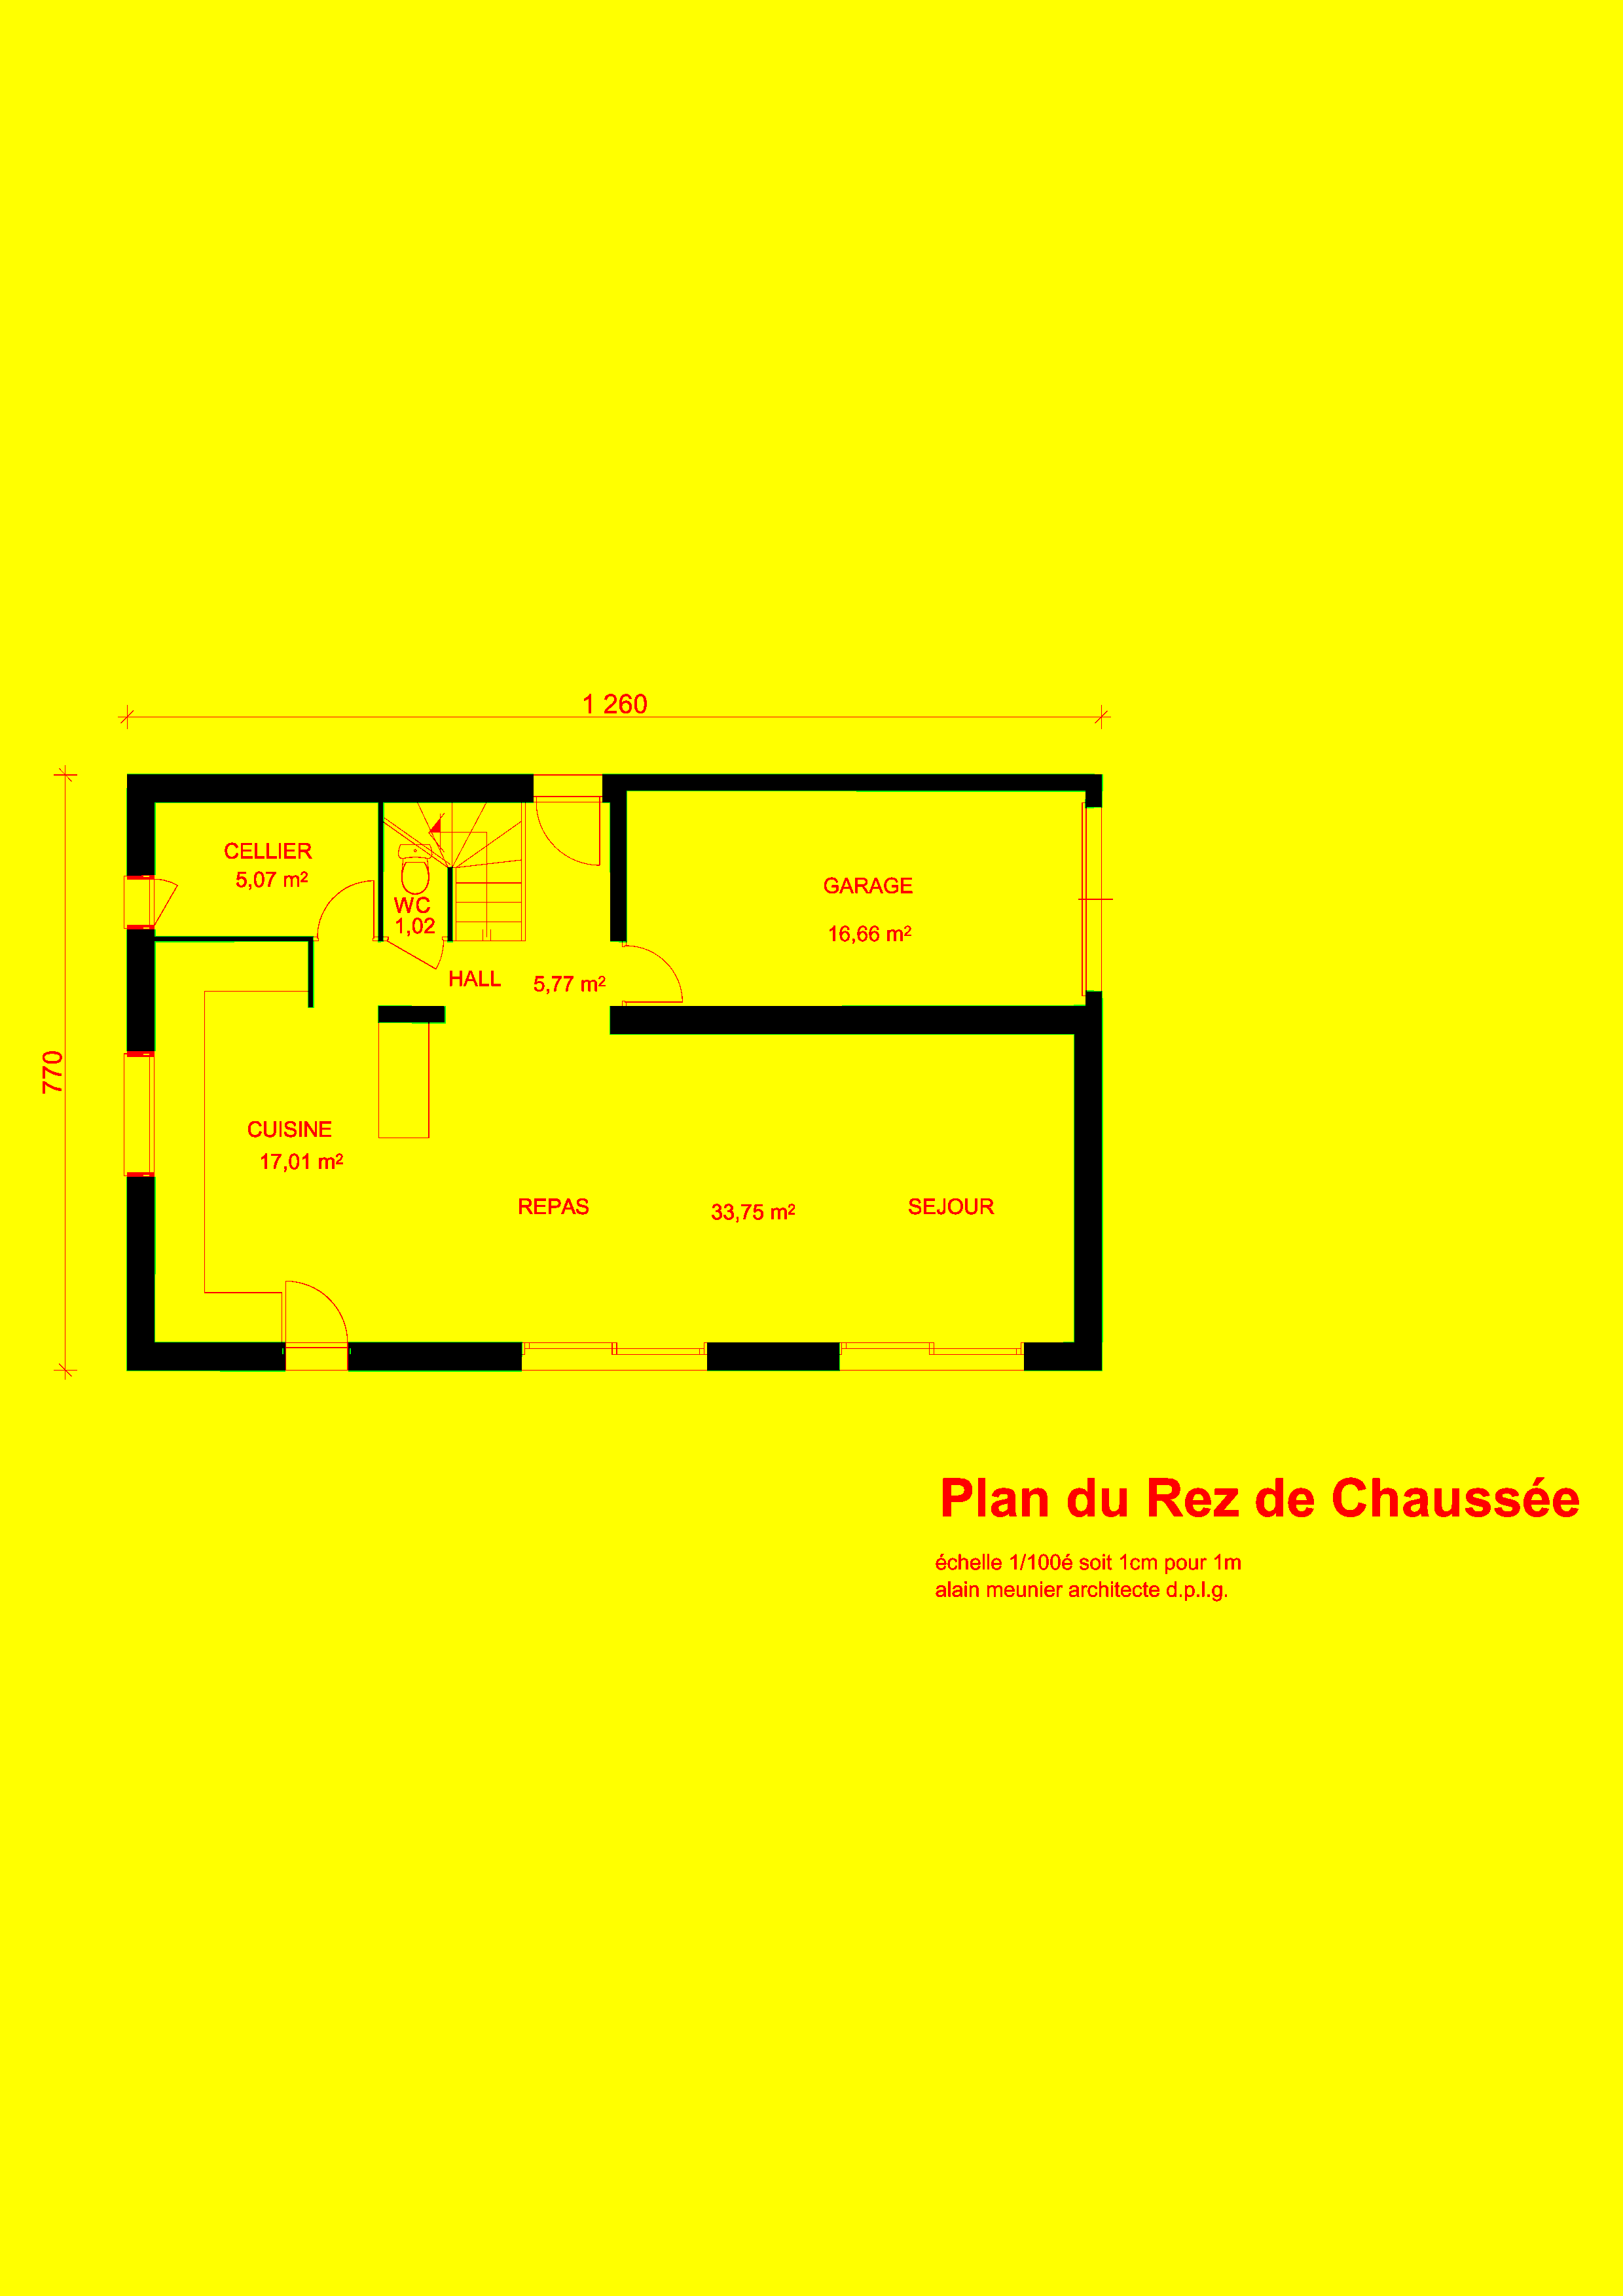 1 260
770
CELLIER
5,07 m²
WC
1,02
GARAGE
16,66 m²
HALL
5,77 m²
CUISINE
17,01 m²
REPAS
33,75 m²
SEJOUR
Plan du Rez de Chaussée
échelle 1/100é soit 1cm pour 1m
alain meunier architecte d.p.l.g.